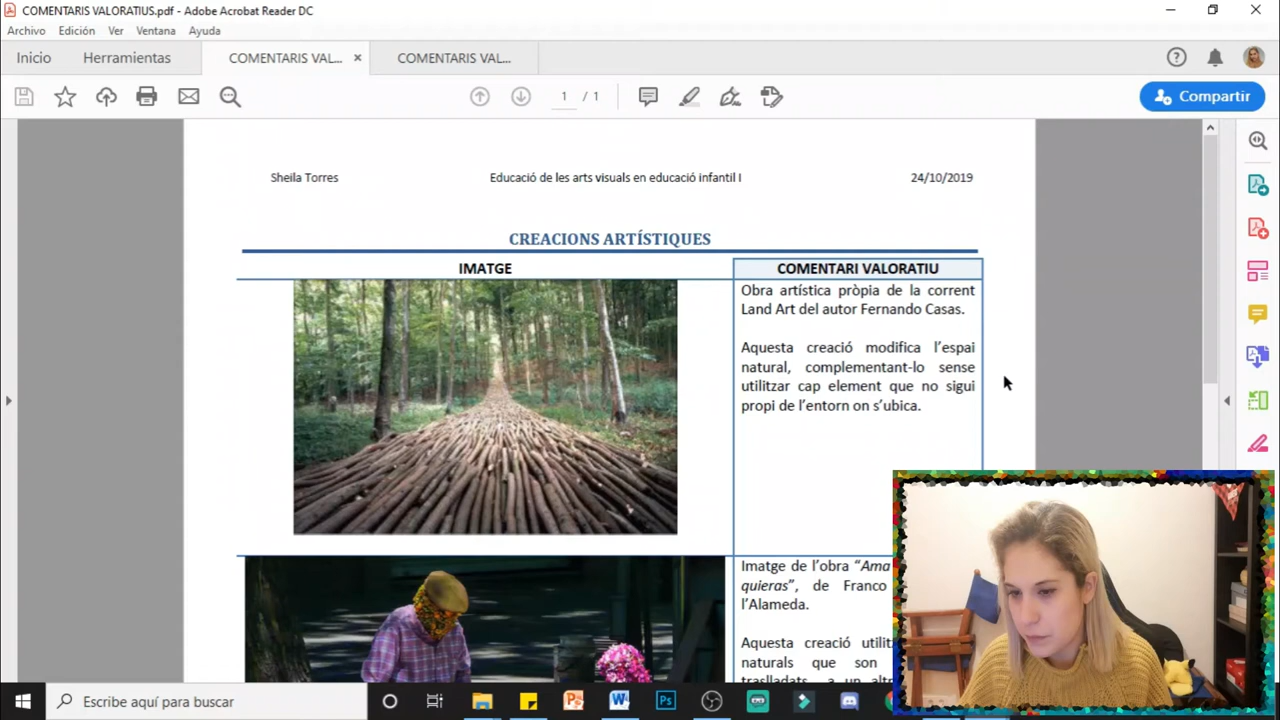 COMENTARIS VALORATIUS.pdf - Adobe Acrobat Reader DC
Archivo Edición Ver Ventana Ayuda
Inicio Herramientas COMENTARIS VAL... COMENTARIS VAL...
1 / 1 Compartir
Sheila Torres Educació de les arts visuals en educació infantil I 24/10/2019
CREACIONS ARTÍSTIQUES
IMATGE COMENTARI VALORATIU
Obra artística pròpia de la corrent
Land Art del autor Fernando Casas.
Aquesta creació modifica l'espai
natural, complementant-lo sense
utilitzar cap element que no sigui
propi de l'entorn on s'ubica.
Imatge de l'obra "Ama
quieras", de Franco
l'Alameda.
Aquesta creació utilit
naturals que son
traslladats a un altr
Escribe aquí para buscar